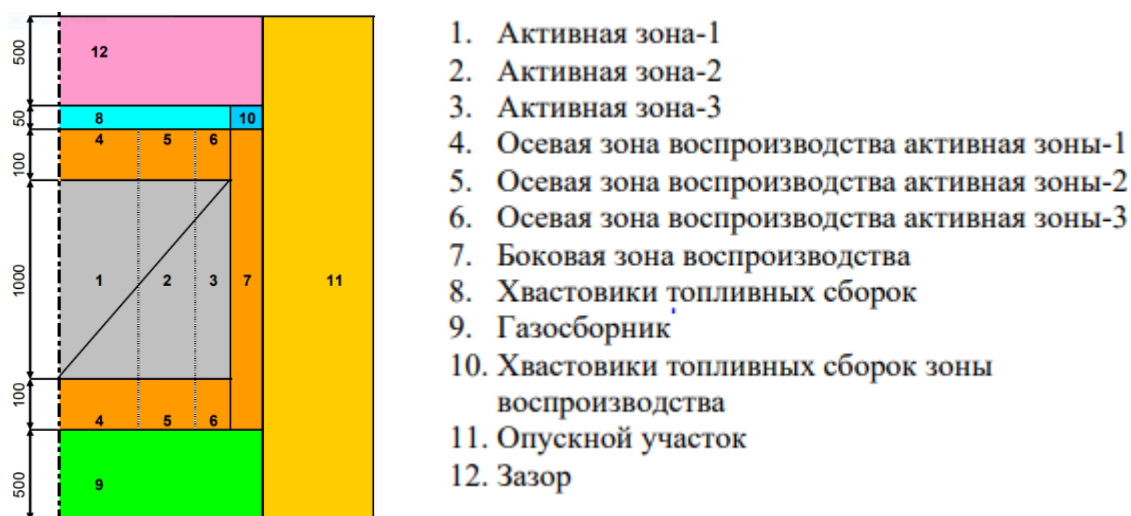 500
12
50
8
10
4
5
6
100
1000
1
2
3
7
11
100
4
5
6
500
9
1. Активная зона-1
2. Активная зона-2
3. Активная зона-3
4. Осевая зона воспроизводства активная зоны-1
5. Осевая зона воспроизводства активная зоны-2
6. Осевая зона воспроизводства активная зоны-3
7. Боковая зона воспроизводства
8. Хвастовики топливных сборок
9. Газосборник
10. Хвастовики топливных сборок зоны
воспроизводства
11. Опускной участок
12. Зазор